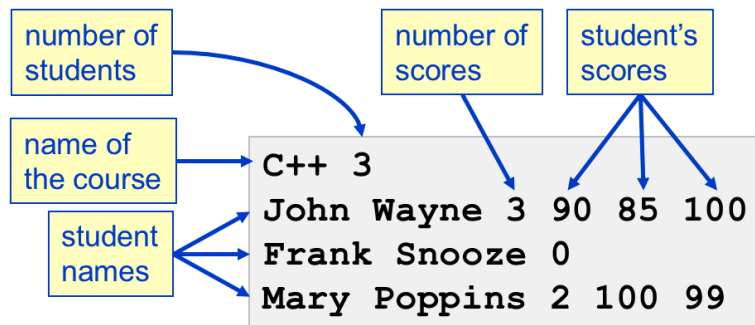 number of
students
number of
scores
student's
scores
name of
the course
student
names
C++ 3
John Wayne 3 90 85 100
Frank Snooze 0
Mary Poppins 2 100 99